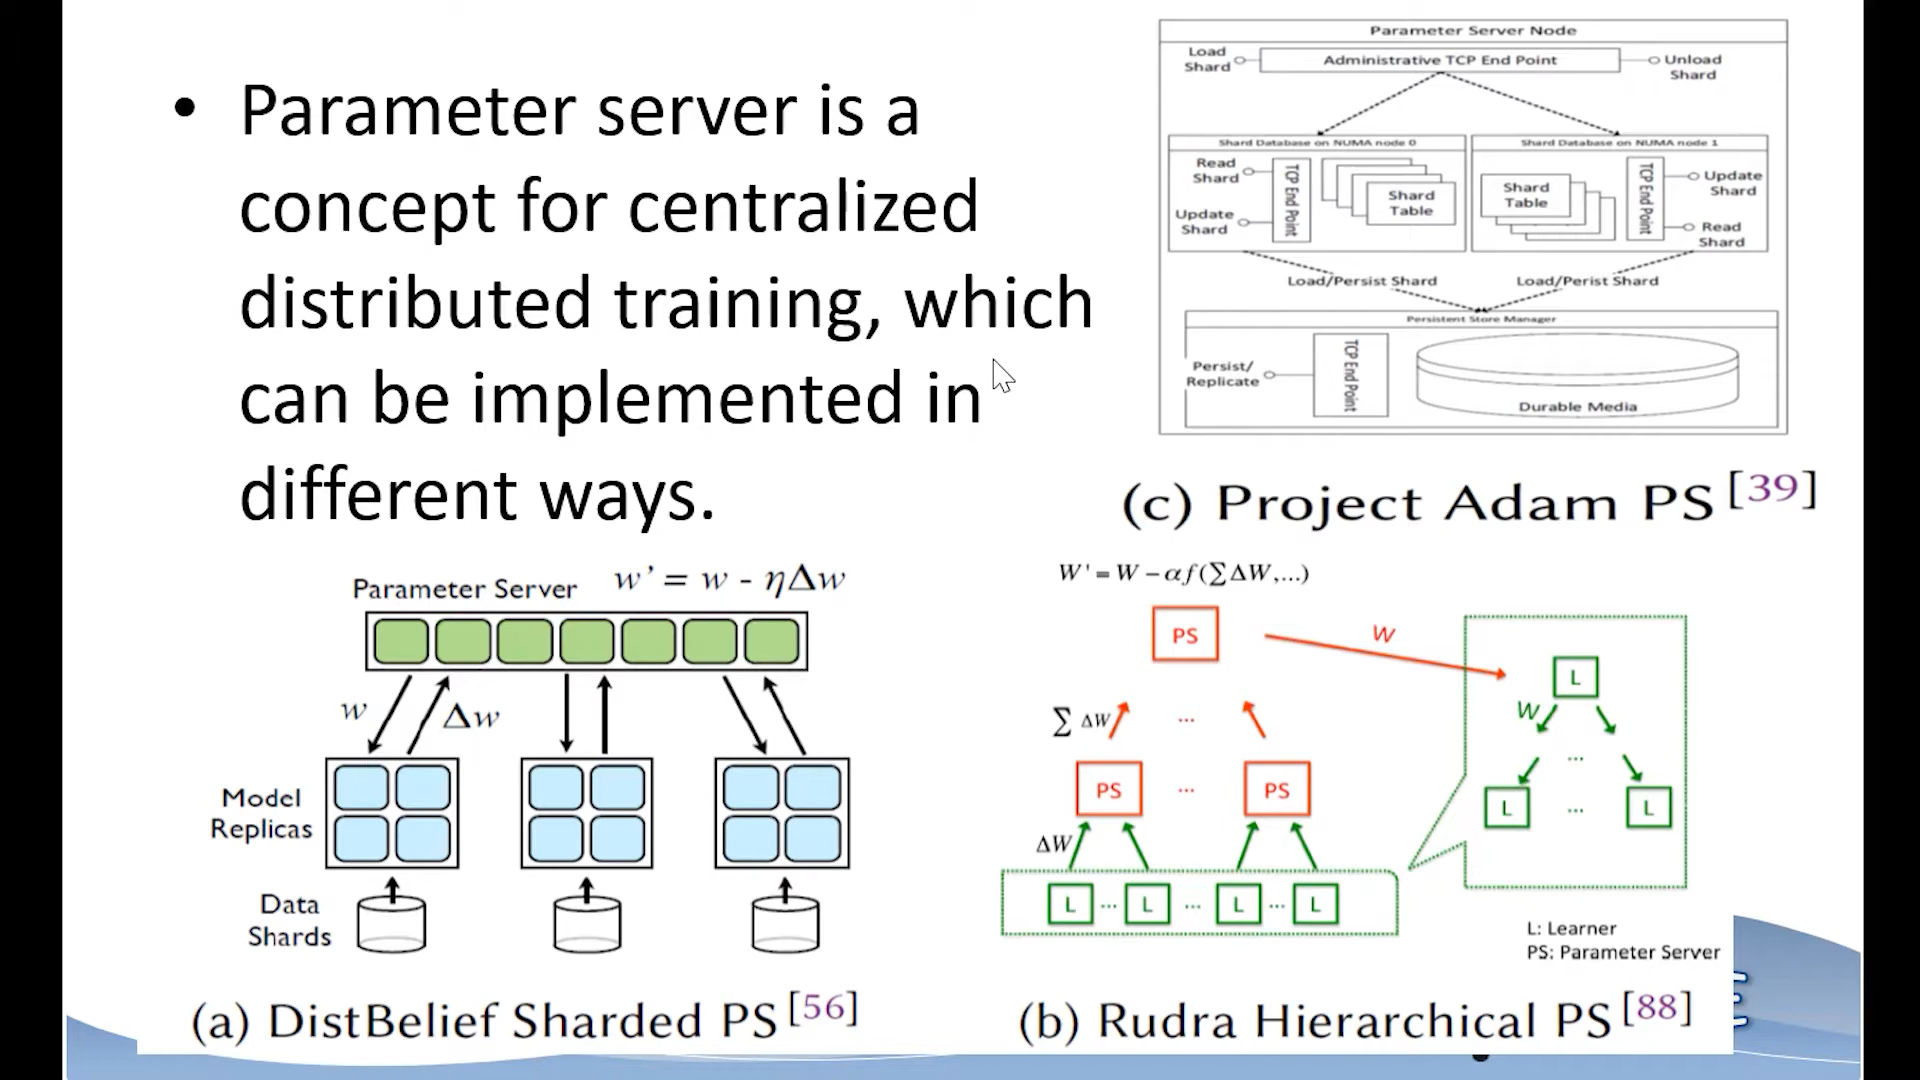 • Parameter server is a
concept for centralized
distributed training, which
can be implemented in
different ways.
Parameter Server Node
Load
Shard
Administrative TCP End Point
Unload
Shard
Shard Database on NUMA node 0
Shard Database on NUMA node 1
Read
Shard
Update
Shard
TCP End Point
Shard
Table
Shard
Table
TCP End Point
Update
Shard
Read
Shard
Load/Persist Shard
Load/Perist Shard
Persistent Store Manager
Persist/
Replicate
TCP End Point
Durable Media
(c) Project Adam PS [39]
Parameter Server w' = w - ηΔw
w Δw
Model
Replicas
Data
Shards
(a) DistBelief Sharded PS [56]
W' = W − αf(∑ΔW,...)
PS
W
∑ ΔW
...
PS
...
PS
ΔW
L ... L ... L ... L
L
W
...
L ... L
L: Learner
PS: Parameter Server
(b) Rudra Hierarchical PS [88]